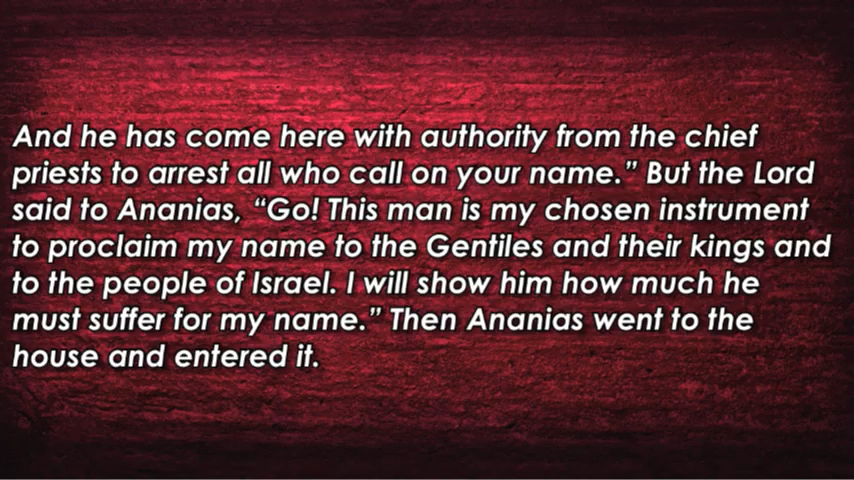 And he has come here with authority from the chief
priests to arrest all who call on your name.” But the Lord
said to Ananias, “Go! This man is my chosen instrument
to proclaim my name to the Gentiles and their kings and
to the people of Israel. I will show him how much he
must suffer for my name.” Then Ananias went to the
house and entered it.